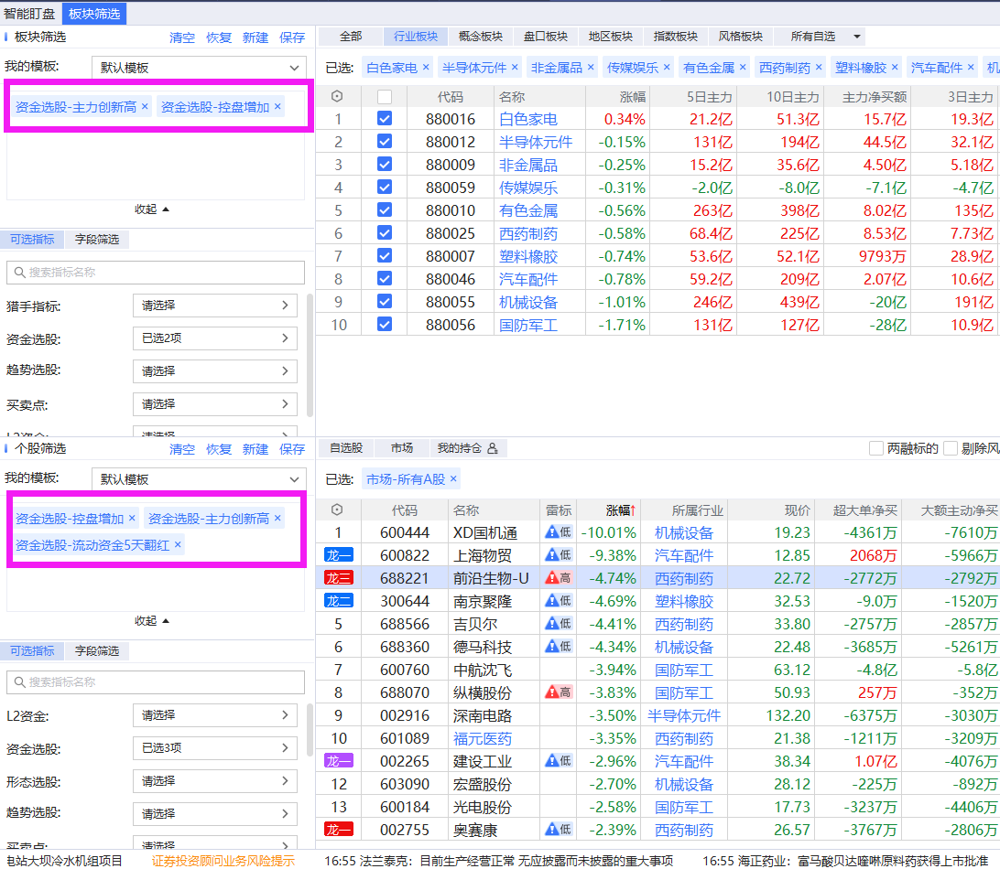 智能盯盘 板块筛选
板块筛选 清空 恢复 新建 保存
我的模板: 默认模板
资金选股-主力创新高 × 资金选股-控盘增加 ×
收起
可选指标 字段筛选
搜索指标名称
猎手指标: 请选择
资金选股: 已选2项
趋势选股: 请选择
买卖点: 请选择
L2资金: 请选择
全部 行业板块 概念板块 盘口板块 地区板块 指数板块 风格板块 所有自选
已选: 白色家电 × 半导体元件 × 非金属品 × 传媒娱乐 × 有色金属 × 西药制药 × 塑料橡胶 × 汽车配件 × 机
代码 名称 涨幅 5日主力 10日主力 主力净买额 3日主力
1 880016 白色家电 0.34% 21.2亿 51.3亿 15.7亿 19.3亿
2 880012 半导体元件 -0.15% 131亿 194亿 44.5亿 32.1亿
3 880009 非金属品 -0.25% 15.2亿 35.6亿 4.50亿 5.18亿
4 880059 传媒娱乐 -0.31% -2.0亿 -8.0亿 -7.1亿 -4.7亿
5 880010 有色金属 -0.56% 263亿 398亿 8.02亿 135亿
6 880025 西药制药 -0.58% 68.4亿 225亿 8.53亿 7.73亿
7 880007 塑料橡胶 -0.74% 53.6亿 52.1亿 9793万 28.9亿
8 880046 汽车配件 -0.78% 59.2亿 209亿 2.07亿 10.6亿
9 880055 机械设备 -1.01% 246亿 439亿 -20亿 191亿
10 880056 国防军工 -1.71% 131亿 127亿 -28亿 10.9亿
个股筛选 清空 恢复 新建 保存
我的模板: 默认模板
资金选股-控盘增加 × 资金选股-主力创新高 ×
资金选股-流动资金5天翻红 ×
收起
可选指标 字段筛选
搜索指标名称
L2资金: 请选择
资金选股: 已选3项
形态选股: 请选择
趋势选股: 请选择
买卖点: 请选择
自选股 市场 我的持仓 两融标的 剔除风
已选: 市场-所有A股 ×
代码 名称 雷标 涨幅↑ 所属行业 现价 超大单净买 大额主动净买
1 600444 XD国机通 低 -10.01% 机械设备 19.23 -4361万 -7610万
龙一 600822 上海物贸 低 -9.38% 汽车配件 12.85 2068万 -5966万
龙三 688221 前沿生物-U 高 -4.74% 西药制药 22.72 -2772万 -2792万
龙二 300644 南京聚隆 低 -4.69% 塑料橡胶 32.53 -9.0万 -1520万
5 688566 吉贝尔 低 -4.41% 西药制药 33.80 -2757万 -2857万
6 688360 德马科技 低 -4.34% 机械设备 22.48 -3685万 -5261万
7 600760 中航沈飞 -3.94% 国防军工 63.12 -4.8亿 -5.8亿
8 688070 纵横股份 高 -3.83% 国防军工 50.93 257万 -352万
9 002916 深南电路 -3.50% 半导体元件 132.20 -6375万 -3030万
10 601089 福元医药 -3.35% 西药制药 21.38 -1211万 -3209万
龙一 002265 建设工业 低 -2.96% 汽车配件 38.34 1.07亿 -4076万
12 603090 宏盛股份 -2.70% 机械设备 28.12 -225万 -892万
13 600184 光电股份 -2.58% 国防军工 17.73 -3237万 -4406万
龙一 002755 奥赛康 低 -2.39% 西药制药 26.57 -3767万 -2806万
电站大坝冷水机组项目 证券投资顾问业务风险提示 16:55 法兰泰克：目前生产经营正常 无应披露而未披露的重大事项 16:55 海正药业：富马酸贝达喹啉原料药获得上市批准